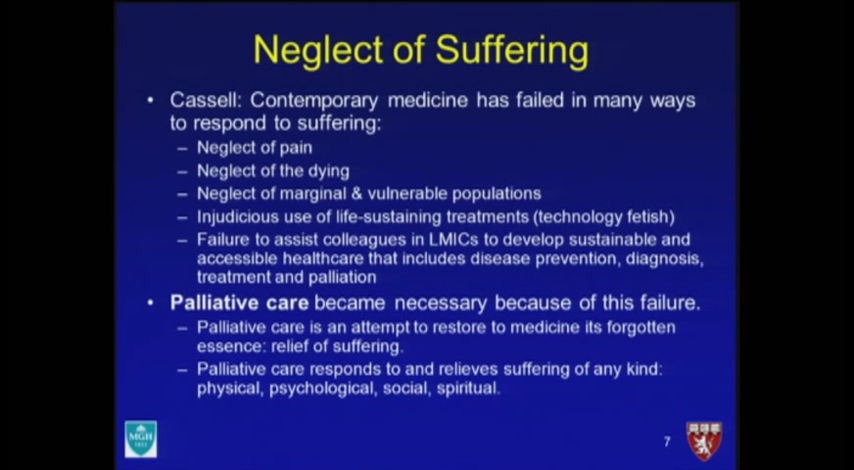 Neglect of Suffering
• Cassell: Contemporary medicine has failed in many ways
to respond to suffering:
– Neglect of pain
– Neglect of the dying
– Neglect of marginal & vulnerable populations
– Injudicious use of life-sustaining treatments (technology fetish)
– Failure to assist colleagues in LMICs to develop sustainable and
accessible healthcare that includes disease prevention, diagnosis,
treatment and palliation
• Palliative care became necessary because of this failure.
– Palliative care is an attempt to restore to medicine its forgotten
essence: relief of suffering.
– Palliative care responds to and relieves suffering of any kind:
physical, psychological, social, spiritual.
MGH
1811
7